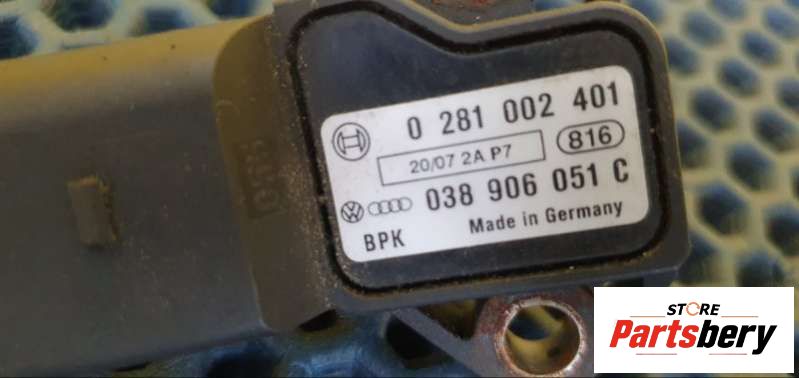 0 281 002 401
20/07 2A P7
816
038 906 051 C
BPK
Made in Germany
STORE
Partsbery